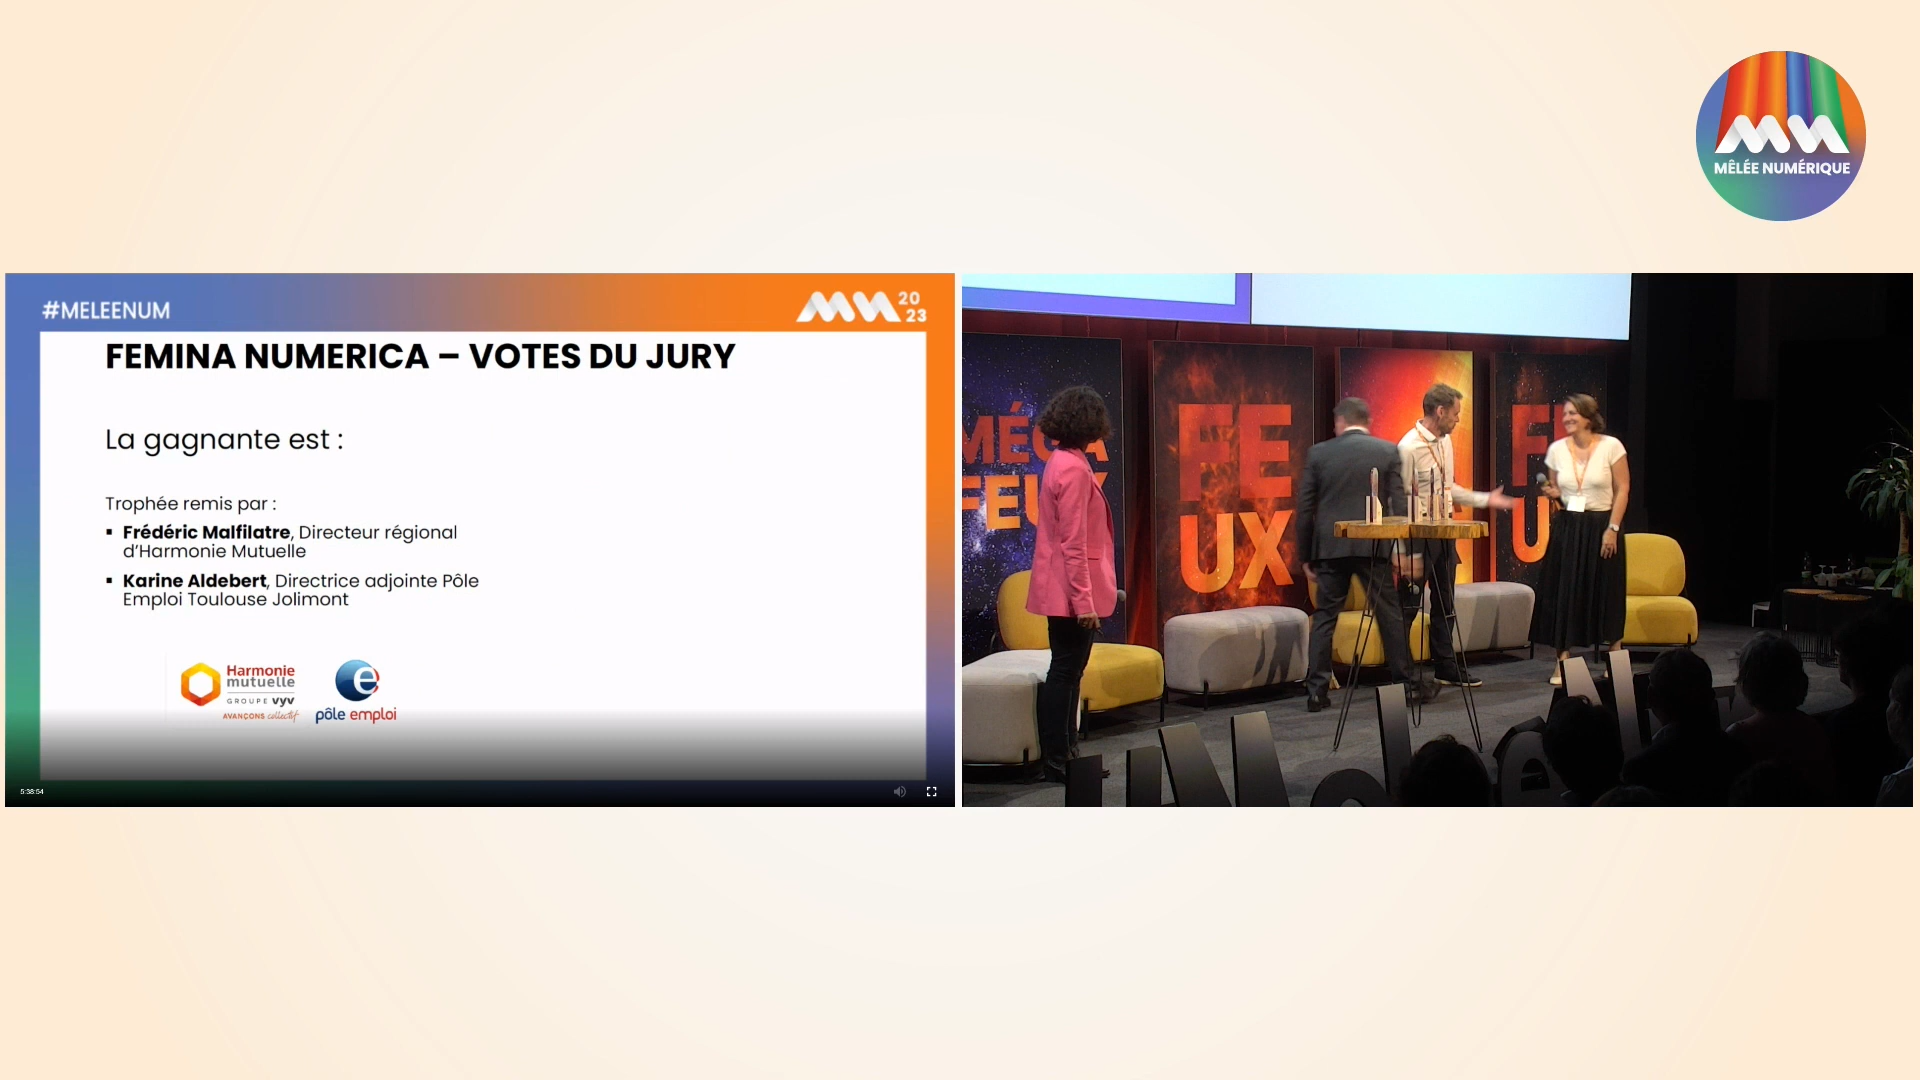 MÊLÉE NUMÉRIQUE
#MELEENUM
20
23
FEMINA NUMERICA – VOTES DU JURY
La gagnante est :
Trophée remis par :
▪ Frédéric Malfilatre, Directeur régional
d'Harmonie Mutuelle
▪ Karine Aldebert, Directrice adjointe Pôle
Emploi Toulouse Jolimont
Harmonie
mutuelle
GROUPE vyv
AVANÇONS collectif
pôle emploi
5:38:54
MÉGA
FEUX
FE
UX